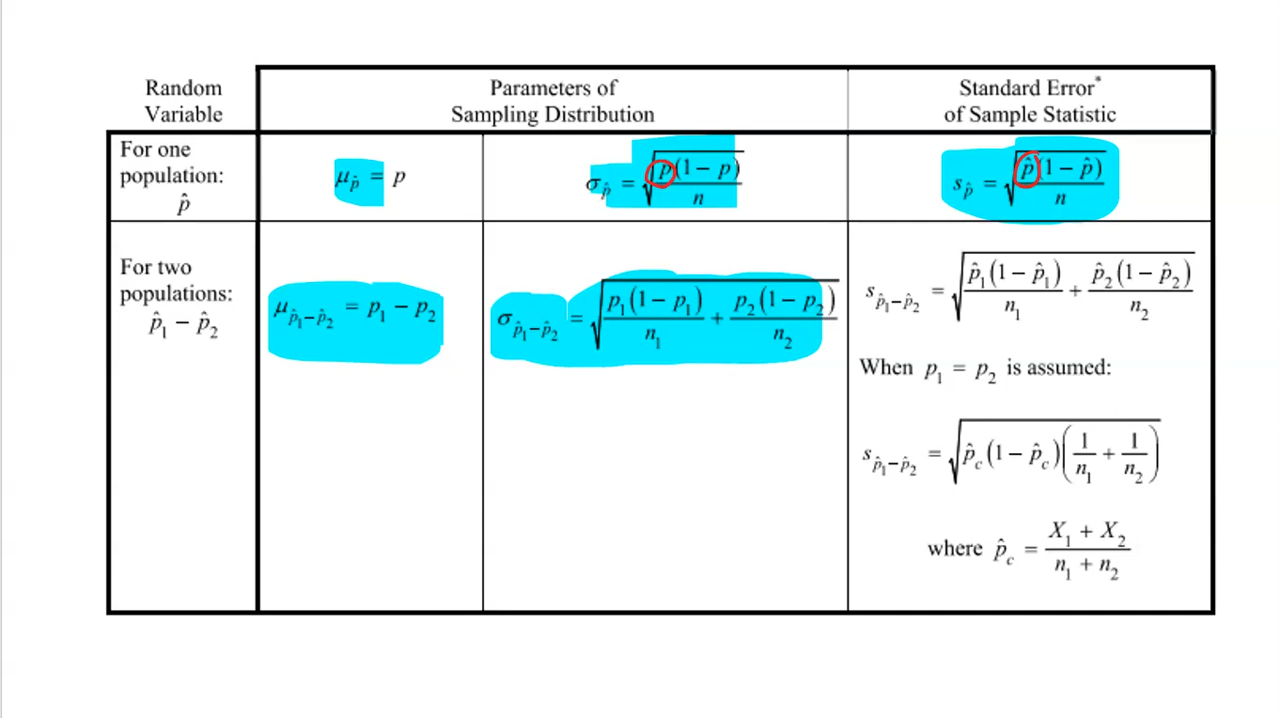 Random
Variable
Parameters of
Sampling Distribution
Standard Error*
of Sample Statistic
For one
population:
p̂
μ_p̂ = p
σ_p̂ = √(p(1 − p)/n)
s_p̂ = √(p̂(1 − p̂)/n)
For two
populations:
p̂₁ − p̂₂
μ_p̂₁−p̂₂ = p₁ − p₂
σ_p̂₁−p̂₂ = √(p₁(1 − p₁)/n₁ + p₂(1 − p₂)/n₂)
s_p̂₁−p̂₂ = √(p̂₁(1 − p̂₁)/n₁ + p̂₂(1 − p̂₂)/n₂)
When p₁ = p₂ is assumed:
s_p̂₁−p̂₂ = √(p̂_c(1 − p̂_c)(1/n₁ + 1/n₂))
where p̂_c = (X₁ + X₂)/(n₁ + n₂)